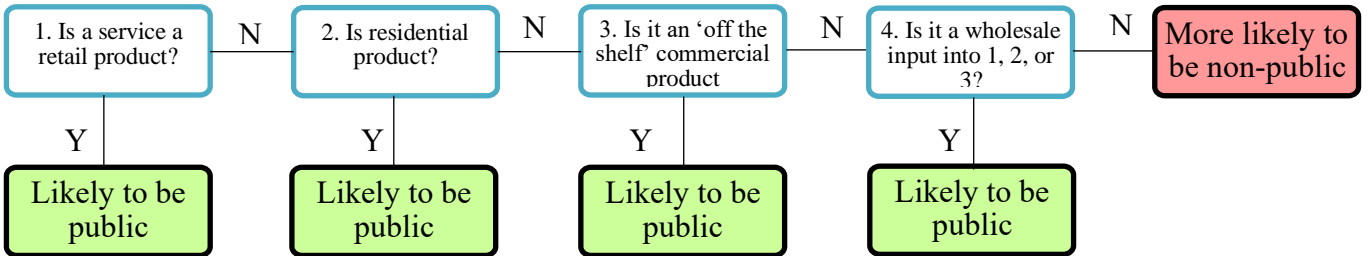 1. Is a service a
retail product?
N
2. Is residential
product?
N
3. Is it an ‘off the
shelf’ commercial
product
N
4. Is it a wholesale
input into 1, 2, or
3?
N
More likely to
be non-public
Y
Y
Y
Y
Likely to be
public
Likely to be
public
Likely to be
public
Likely to be
public